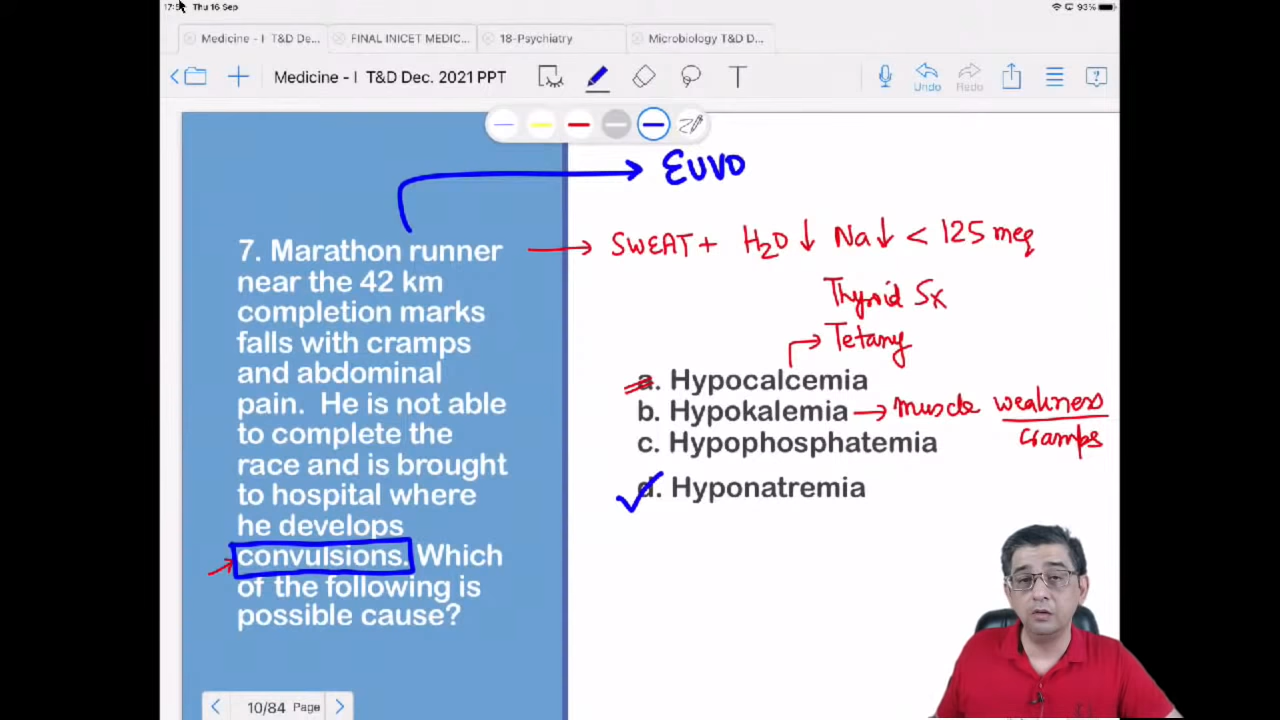 Thu 16 Sep
93%
Medicine - I T&D De...
FINAL INICET MEDIC...
18-Psychiatry
Microbiology T&D D...
Medicine - I T&D Dec. 2021 PPT
T
Undo
Redo
EUVO
7. Marathon runner
near the 42 km
completion marks
falls with cramps
and abdominal
pain. He is not able
to complete the
race and is brought
to hospital where
he develops
convulsions. Which
of the following is
possible cause?
SWEAT + H2O ↓ Na ↓ < 125 meq
Thyroid Sx
Tetany
a. Hypocalcemia
b. Hypokalemia → muscle weakness
cramps
c. Hypophosphatemia
d. Hyponatremia
10/84 Page